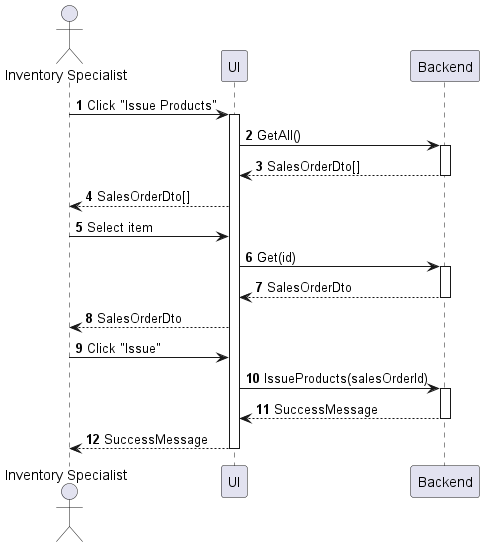 Inventory Specialist
UI
Backend
1 Click "Issue Products"
2 GetAll()
3 SalesOrderDto[]
4 SalesOrderDto[]
5 Select item
6 Get(id)
7 SalesOrderDto
8 SalesOrderDto
9 Click "Issue"
10 IssueProducts(salesOrderId)
11 SuccessMessage
12 SuccessMessage
Inventory Specialist
UI
Backend